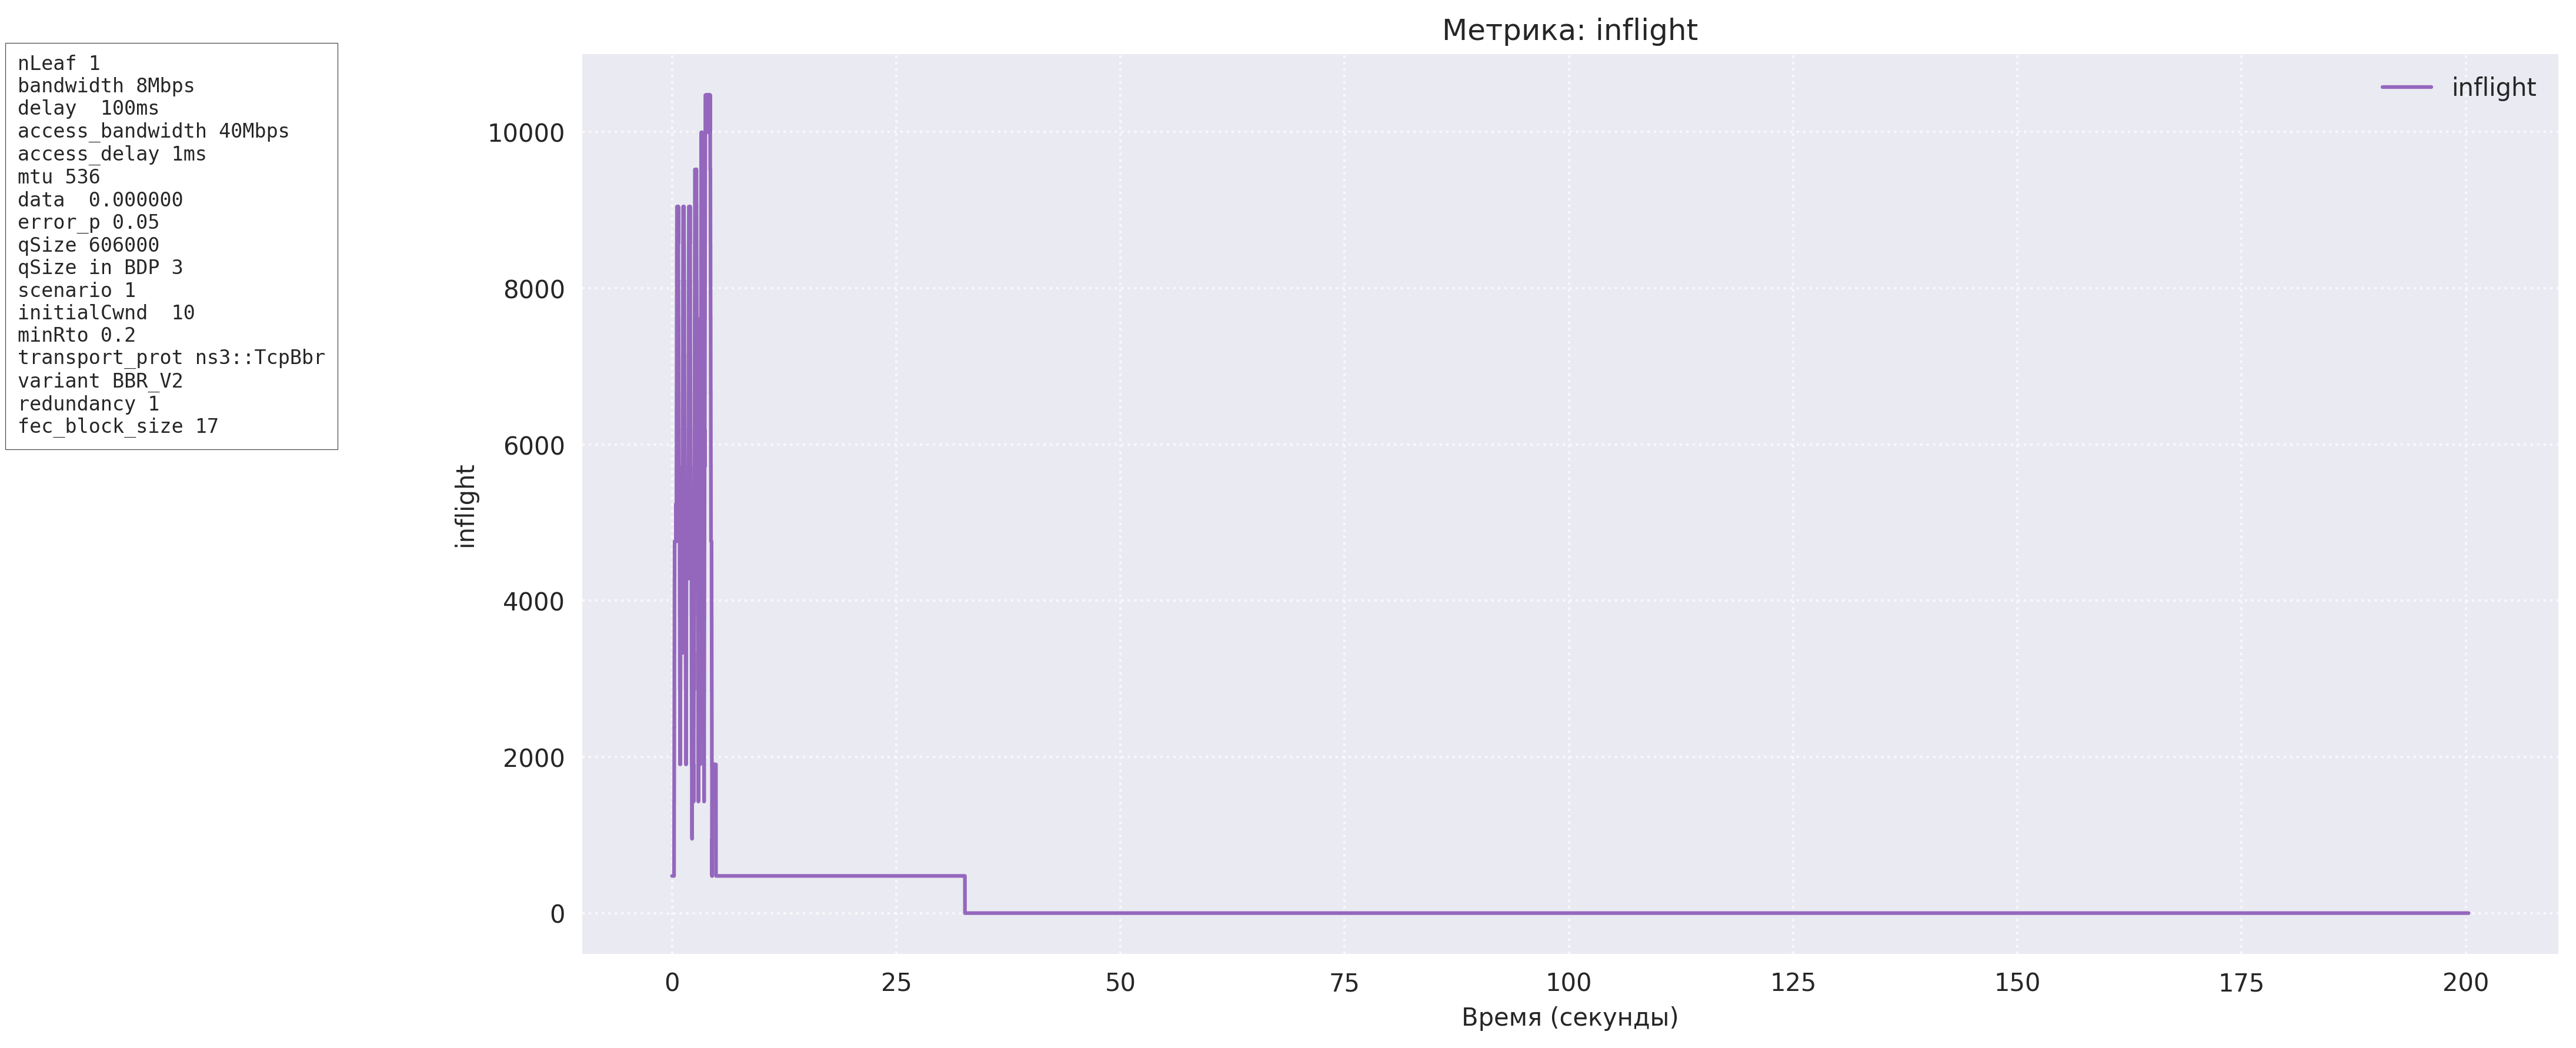 Метрика: inflight
nLeaf 1
bandwidth 8Mbps
delay  100ms
access_bandwidth 40Mbps
access_delay 1ms
mtu 536
data  0.000000
error_p 0.05
qSize 606000
qSize in BDP 3
scenario 1
initialCwnd  10
minRto 0.2
transport_prot ns3::TcpBbr
variant BBR_V2
redundancy 1
fec_block_size 17
inflight
10000
8000
6000
4000
2000
0
inflight
0 25 50 75 100 125 150 175 200
Время (секунды)